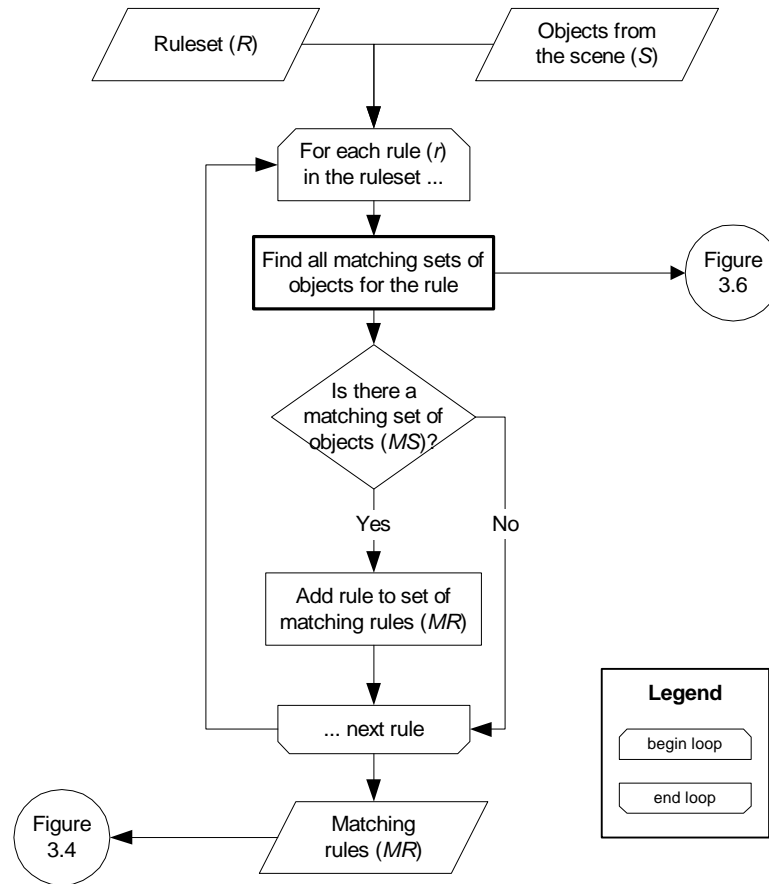 Ruleset (R)
Objects from
the scene (S)
For each rule (r)
in the ruleset ...
Find all matching sets of
objects for the rule
Figure
3.6
Is there a
matching set of
objects (MS)?
Yes
No
Add rule to set of
matching rules (MR)
... next rule
Legend
begin loop
end loop
Figure
3.4
Matching
rules (MR)